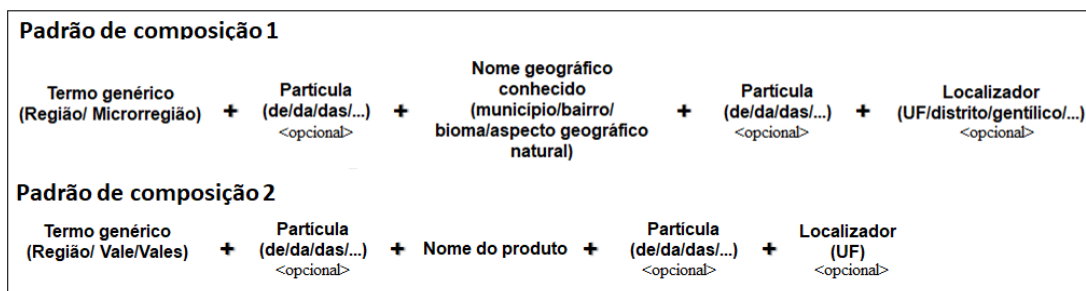 Padrão de composição 1
Termo genérico
(Região/ Microrregião)
+
Partícula
(de/da/das/...)
<opcional>
+
Nome geográfico
conhecido
(município/bairro/
bioma/aspecto geográfico
natural)
+
Partícula
(de/da/das/...)
<opcional>
+
Localizador
(UF/distrito/gentílico/...)
<opcional>
Padrão de composição 2
Termo genérico
(Região/ Vale/Vales)
+
Partícula
(de/da/das/...)
<opcional>
+
Nome do produto
+
Partícula
(de/da/das/...)
<opcional>
+
Localizador
(UF)
<opcional>